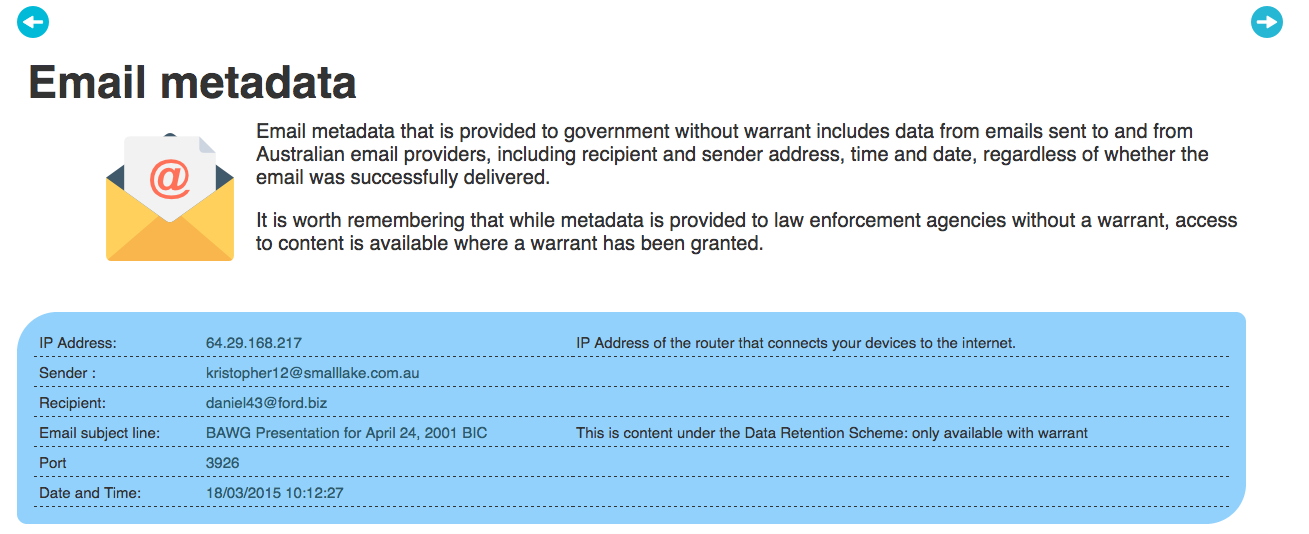 Email metadata
@
Email metadata that is provided to government without warrant includes data from emails sent to and from
Australian email providers, including recipient and sender address, time and date, regardless of whether the
email was successfully delivered.
It is worth remembering that while metadata is provided to law enforcement agencies without a warrant, access
to content is available where a warrant has been granted.
IP Address: 64.29.168.217 IP Address of the router that connects your devices to the internet.
Sender : kristopher12@smalllake.com.au
Recipient: daniel43@ford.biz
Email subject line: BAWG Presentation for April 24, 2001 BIC This is content under the Data Retention Scheme: only available with warrant
Port 3926
Date and Time: 18/03/2015 10:12:27